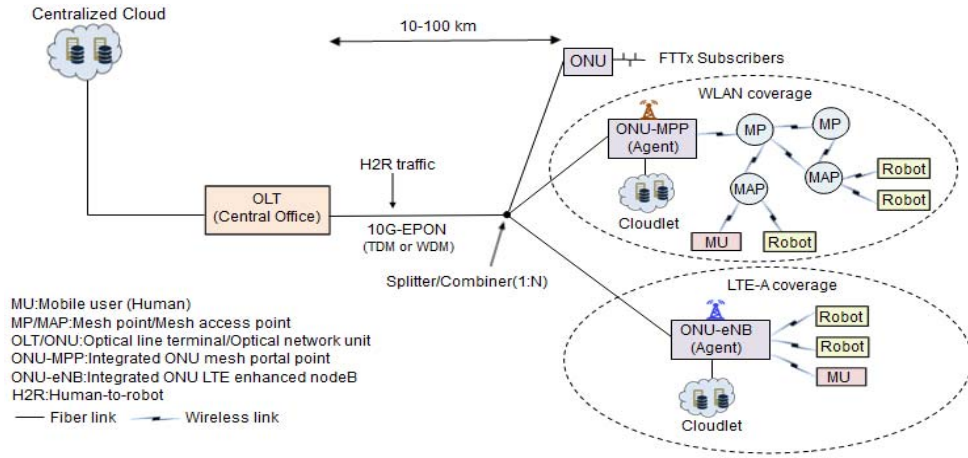 Centralized Cloud
10-100 km
ONU
FTTx Subscribers
WLAN coverage
ONU-MPP
(Agent)
MP
MP
MAP
MAP
Robot
Robot
Cloudlet
MU
Robot
H2R traffic
OLT
(Central Office)
10G-EPON
(TDM or WDM)
Splitter/Combiner(1:N)
LTE-A coverage
ONU-eNB
(Agent)
Robot
Robot
MU
Cloudlet
MU:Mobile user (Human)
MP/MAP:Mesh point/Mesh access point
OLT/ONU:Optical line terminal/Optical network unit
ONU-MPP:Integrated ONU mesh portal point
ONU-eNB:Integrated ONU LTE enhanced nodeB
H2R:Human-to-robot
Fiber link Wireless link